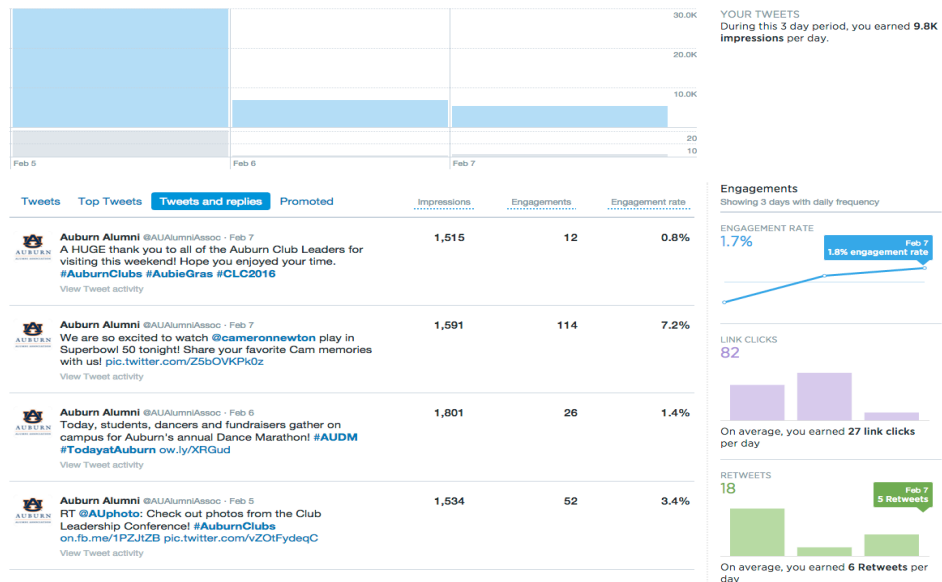 30.0K
20.0K
10.0K
20
10
Feb 5
Feb 6
Feb 7
YOUR TWEETS
During this 3 day period, you earned 9.8K
impressions per day.
Tweets
Top Tweets
Tweets and replies
Promoted
Impressions
Engagements
Engagement rate
AUBURN
Auburn Alumni @AUAlumniAssoc · Feb 7
A HUGE thank you to all of the Auburn Club Leaders for
visiting this weekend! Hope you enjoyed your time.
#AuburnClubs #AubieGras #CLC2016
View Tweet activity
1,515
12
0.8%
AUBURN
Auburn Alumni @AUAlumniAssoc · Feb 7
We are so excited to watch @cameronnewton play in
Superbowl 50 tonight! Share your favorite Cam memories
with us! pic.twitter.com/Z5bOVKPk0z
View Tweet activity
1,591
114
7.2%
AUBURN
Auburn Alumni @AUAlumniAssoc · Feb 6
Today, students, dancers and fundraisers gather on
campus for Auburn's annual Dance Marathon! #AUDM
#TodayatAuburn ow.ly/XRGud
View Tweet activity
1,801
26
1.4%
AUBURN
Auburn Alumni @AUAlumniAssoc · Feb 5
RT @AUphoto: Check out photos from the Club
Leadership Conference! #AuburnClubs
on.fb.me/1PZJtZB pic.twitter.com/vZOtFydeqC
View Tweet activity
1,534
52
3.4%
Engagements
Showing 3 days with daily frequency
ENGAGEMENT RATE
1.7%
Feb 7
1.8% engagement rate
LINK CLICKS
82
On average, you earned 27 link clicks
per day
RETWEETS
18
Feb 7
5 Retweets
On average, you earned 6 Retweets per
day